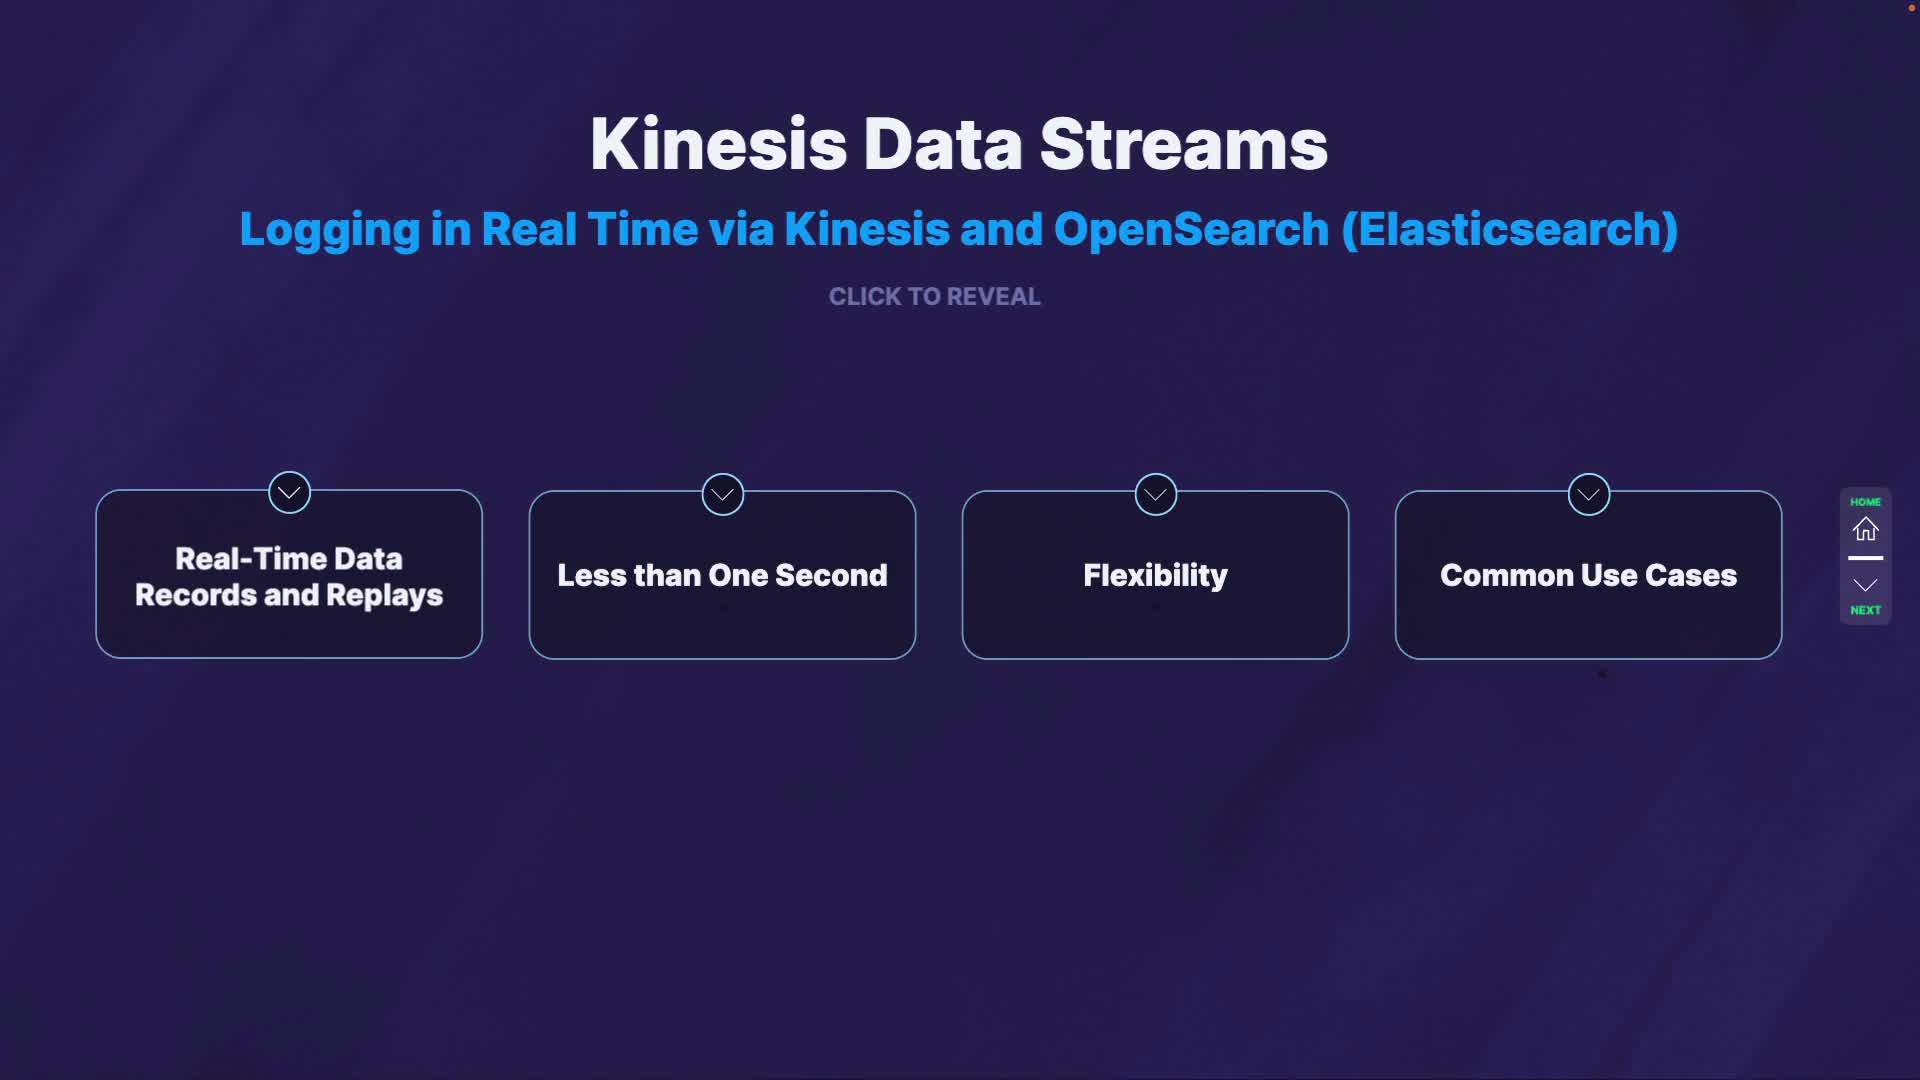 Kinesis Data Streams
Logging in Real Time via Kinesis and OpenSearch (Elasticsearch)
CLICK TO REVEAL
Real-Time Data
Records and Replays
Less than One Second
Flexibility
Common Use Cases
HOME
NEXT